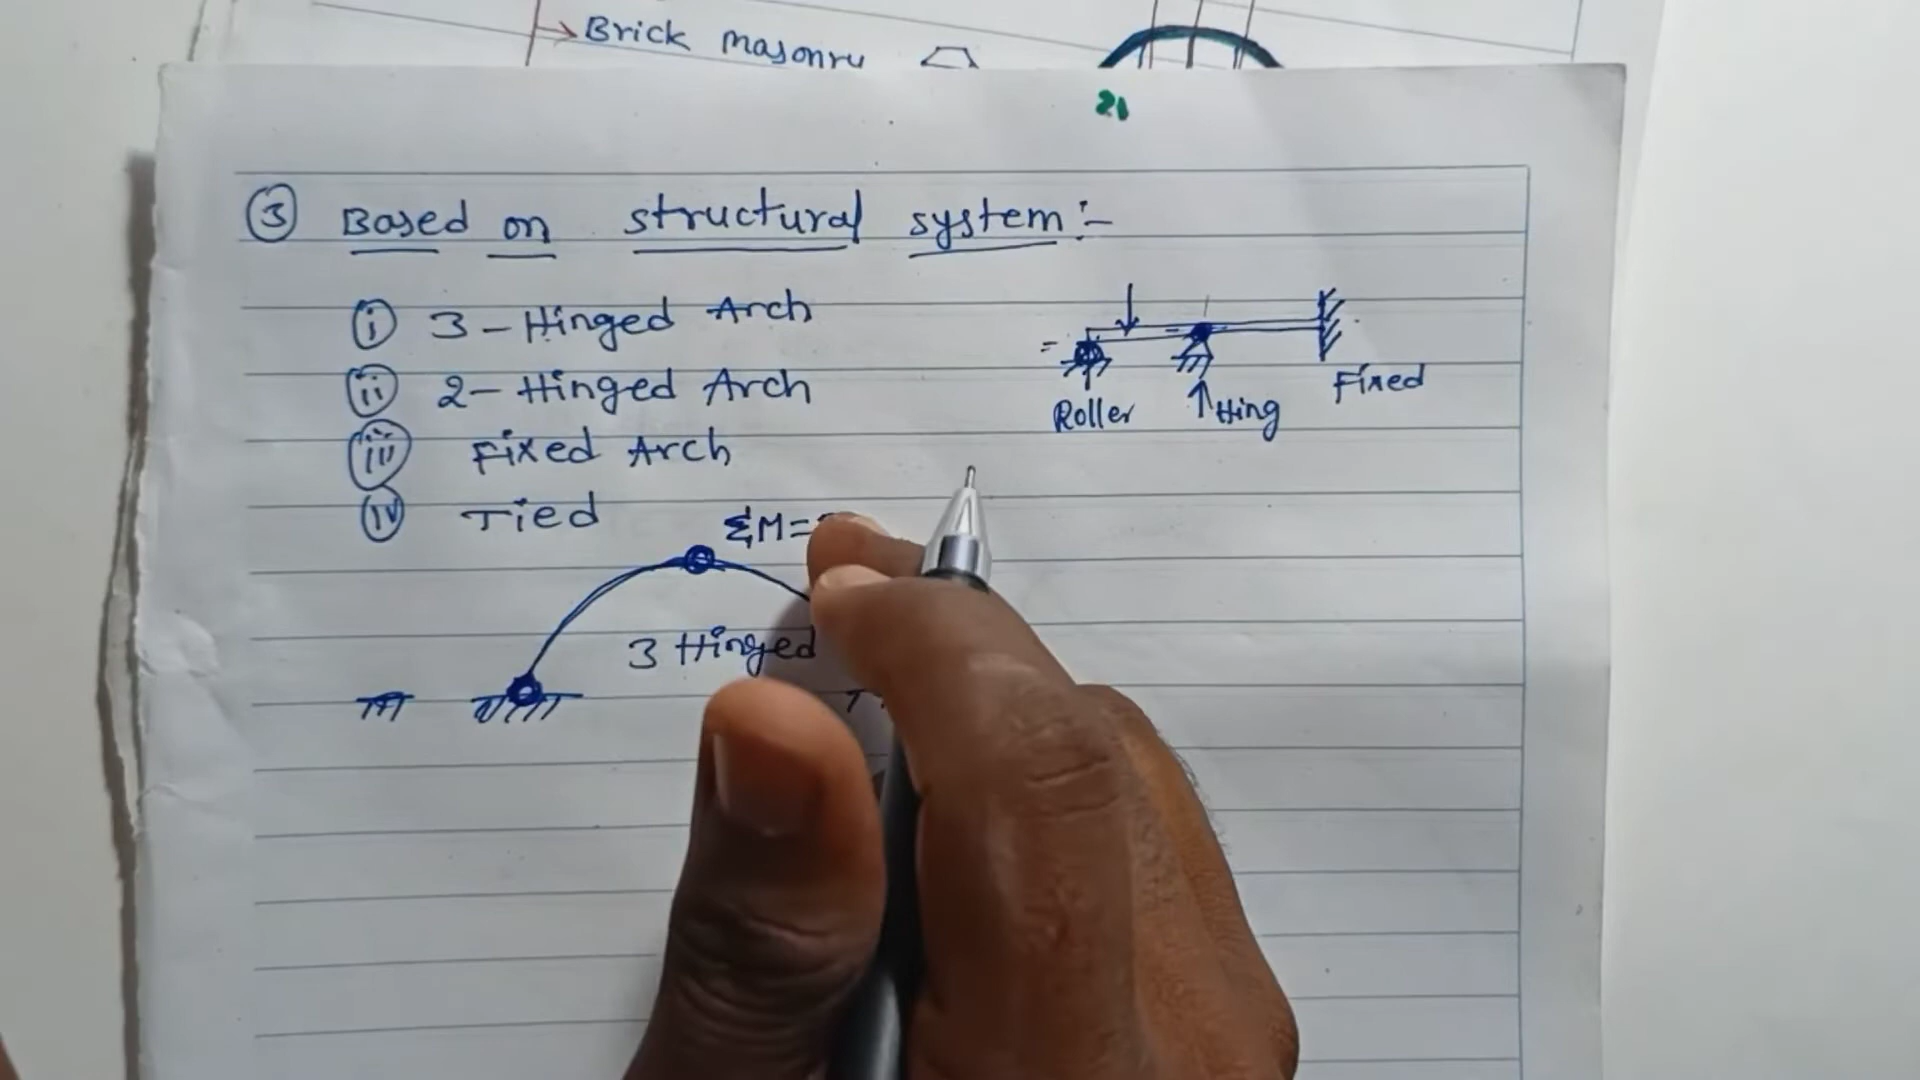 Brick masonry
21
③ Based on structural system :-
(i) 3-Hinged Arch
(ii) 2-Hinged Arch
(iii) Fixed Arch
(iv) Tied
Roller
Hing
Fixed
ΣM=
3 Hinged